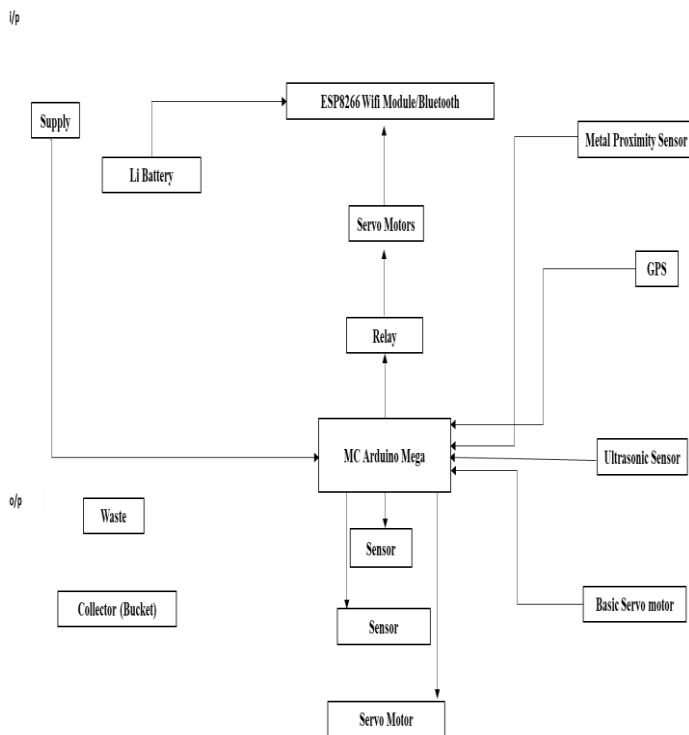 i/p
ESP8266 Wifi Module/Bluetooth
Supply
Metal Proximity Sensor
Li Battery
Servo Motors
GPS
Relay
MC Arduino Mega
Ultrasonic Sensor
o/p
Waste
Sensor
Collector (Bucket)
Basic Servo motor
Sensor
Servo Motor